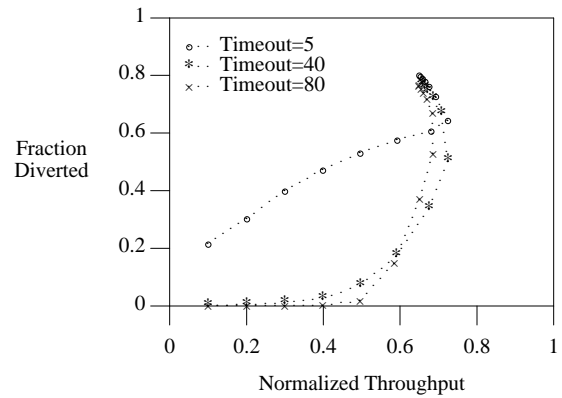 1
0.8
0.6
0.4
0.2
0
Fraction
Diverted
Timeout=5
Timeout=40
Timeout=80
0 0.2 0.4 0.6 0.8 1
Normalized Throughput